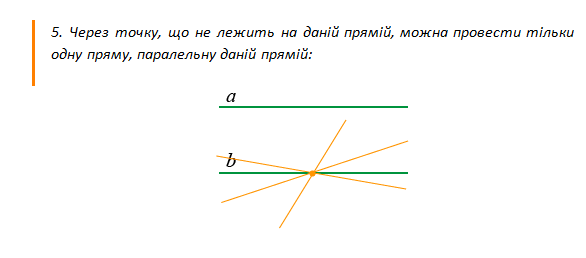 5. Через точку, що не лежить на даній прямій, можна провести тільки
одну пряму, паралельну даній прямій:
a
b